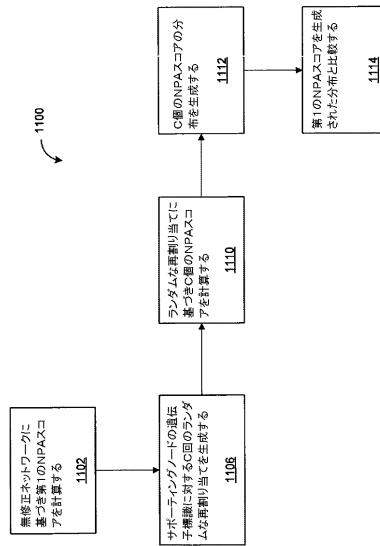 1100
無修正ネットワークに
基づき第1のNPAスコ
アを計算する
1102
サポーティングノードの遺伝
子標識に対するC回のランダ
ムな再割り当てを生成する
1106
ランダムな再割り当てに
基づきC個のNPAスコ
アを計算する
1110
C個のNPAスコアの分
布を生成する
1112
第1のNPAスコアを生成
された分布と比較する
1114